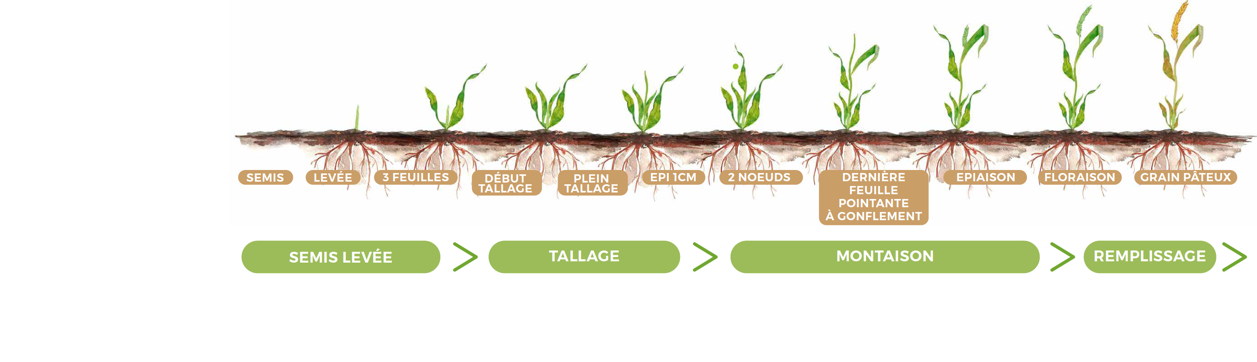 SEMIS
LEVÉE
3 FEUILLES
DÉBUT
TALLAGE
PLEIN
TALLAGE
EPI 1CM
2 NOEUDS
DERNIÈRE
FEUILLE
POINTANTE
À GONFLEMENT
EPIAISON
FLORAISON
GRAIN PÂTEUX
SEMIS LEVÉE
TALLAGE
MONTAISON
REMPLISSAGE